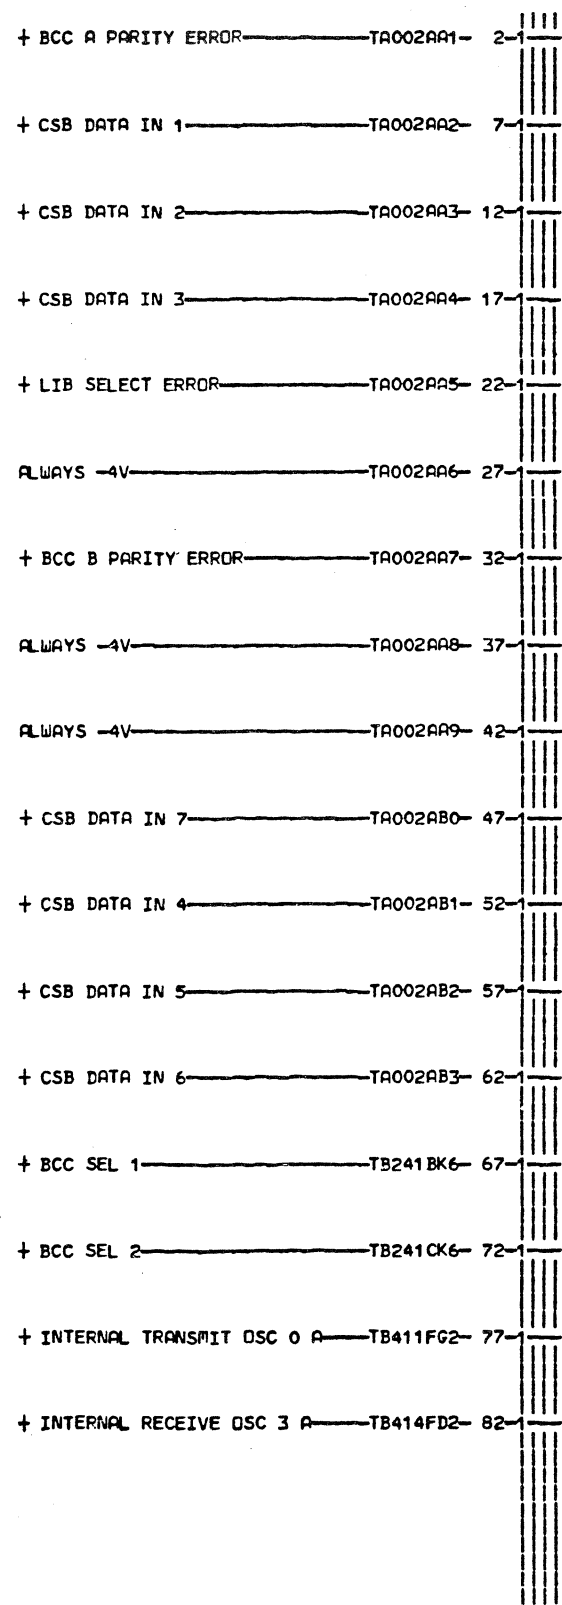 + BCC A PARITY ERROR TA002AA1 2-1
+ CSB DATA IN 1 TA002AA2 7-1
+ CSB DATA IN 2 TA002AA3 12-1
+ CSB DATA IN 3 TA002AA4 17-1
+ LIB SELECT ERROR TA002AA5 22-1
ALWAYS -4V TA002AA6 27-1
+ BCC B PARITY ERROR TA002AA7 32-1
ALWAYS -4V TA002AA8 37-1
ALWAYS -4V TA002AA9 42-1
+ CSB DATA IN 7 TA002AB0 47-1
+ CSB DATA IN 4 TA002AB1 52-1
+ CSB DATA IN 5 TA002AB2 57-1
+ CSB DATA IN 6 TA002AB3 62-1
+ BCC SEL 1 TB241BK6 67-1
+ BCC SEL 2 TB241CK6 72-1
+ INTERNAL TRANSMIT OSC 0 A TB411FG2 77-1
+ INTERNAL RECEIVE OSC 3 A TB414FD2 82-1